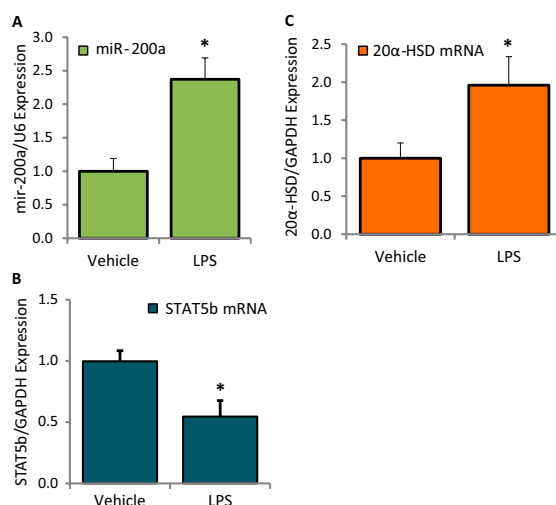 A
miR-200a
mir-200a/U6 Expression
3.0
2.5
2.0
1.5
1.0
0.5
0.0
*
Vehicle
LPS
B
STAT5b mRNA
STAT5b/GAPDH Expression
1.5
1.0
0.5
0.0
*
Vehicle
LPS
C
20α-HSD mRNA
20α-HSD/GAPDH Expression
2.5
2.0
1.5
1.0
0.5
0.0
*
Vehicle
LPS